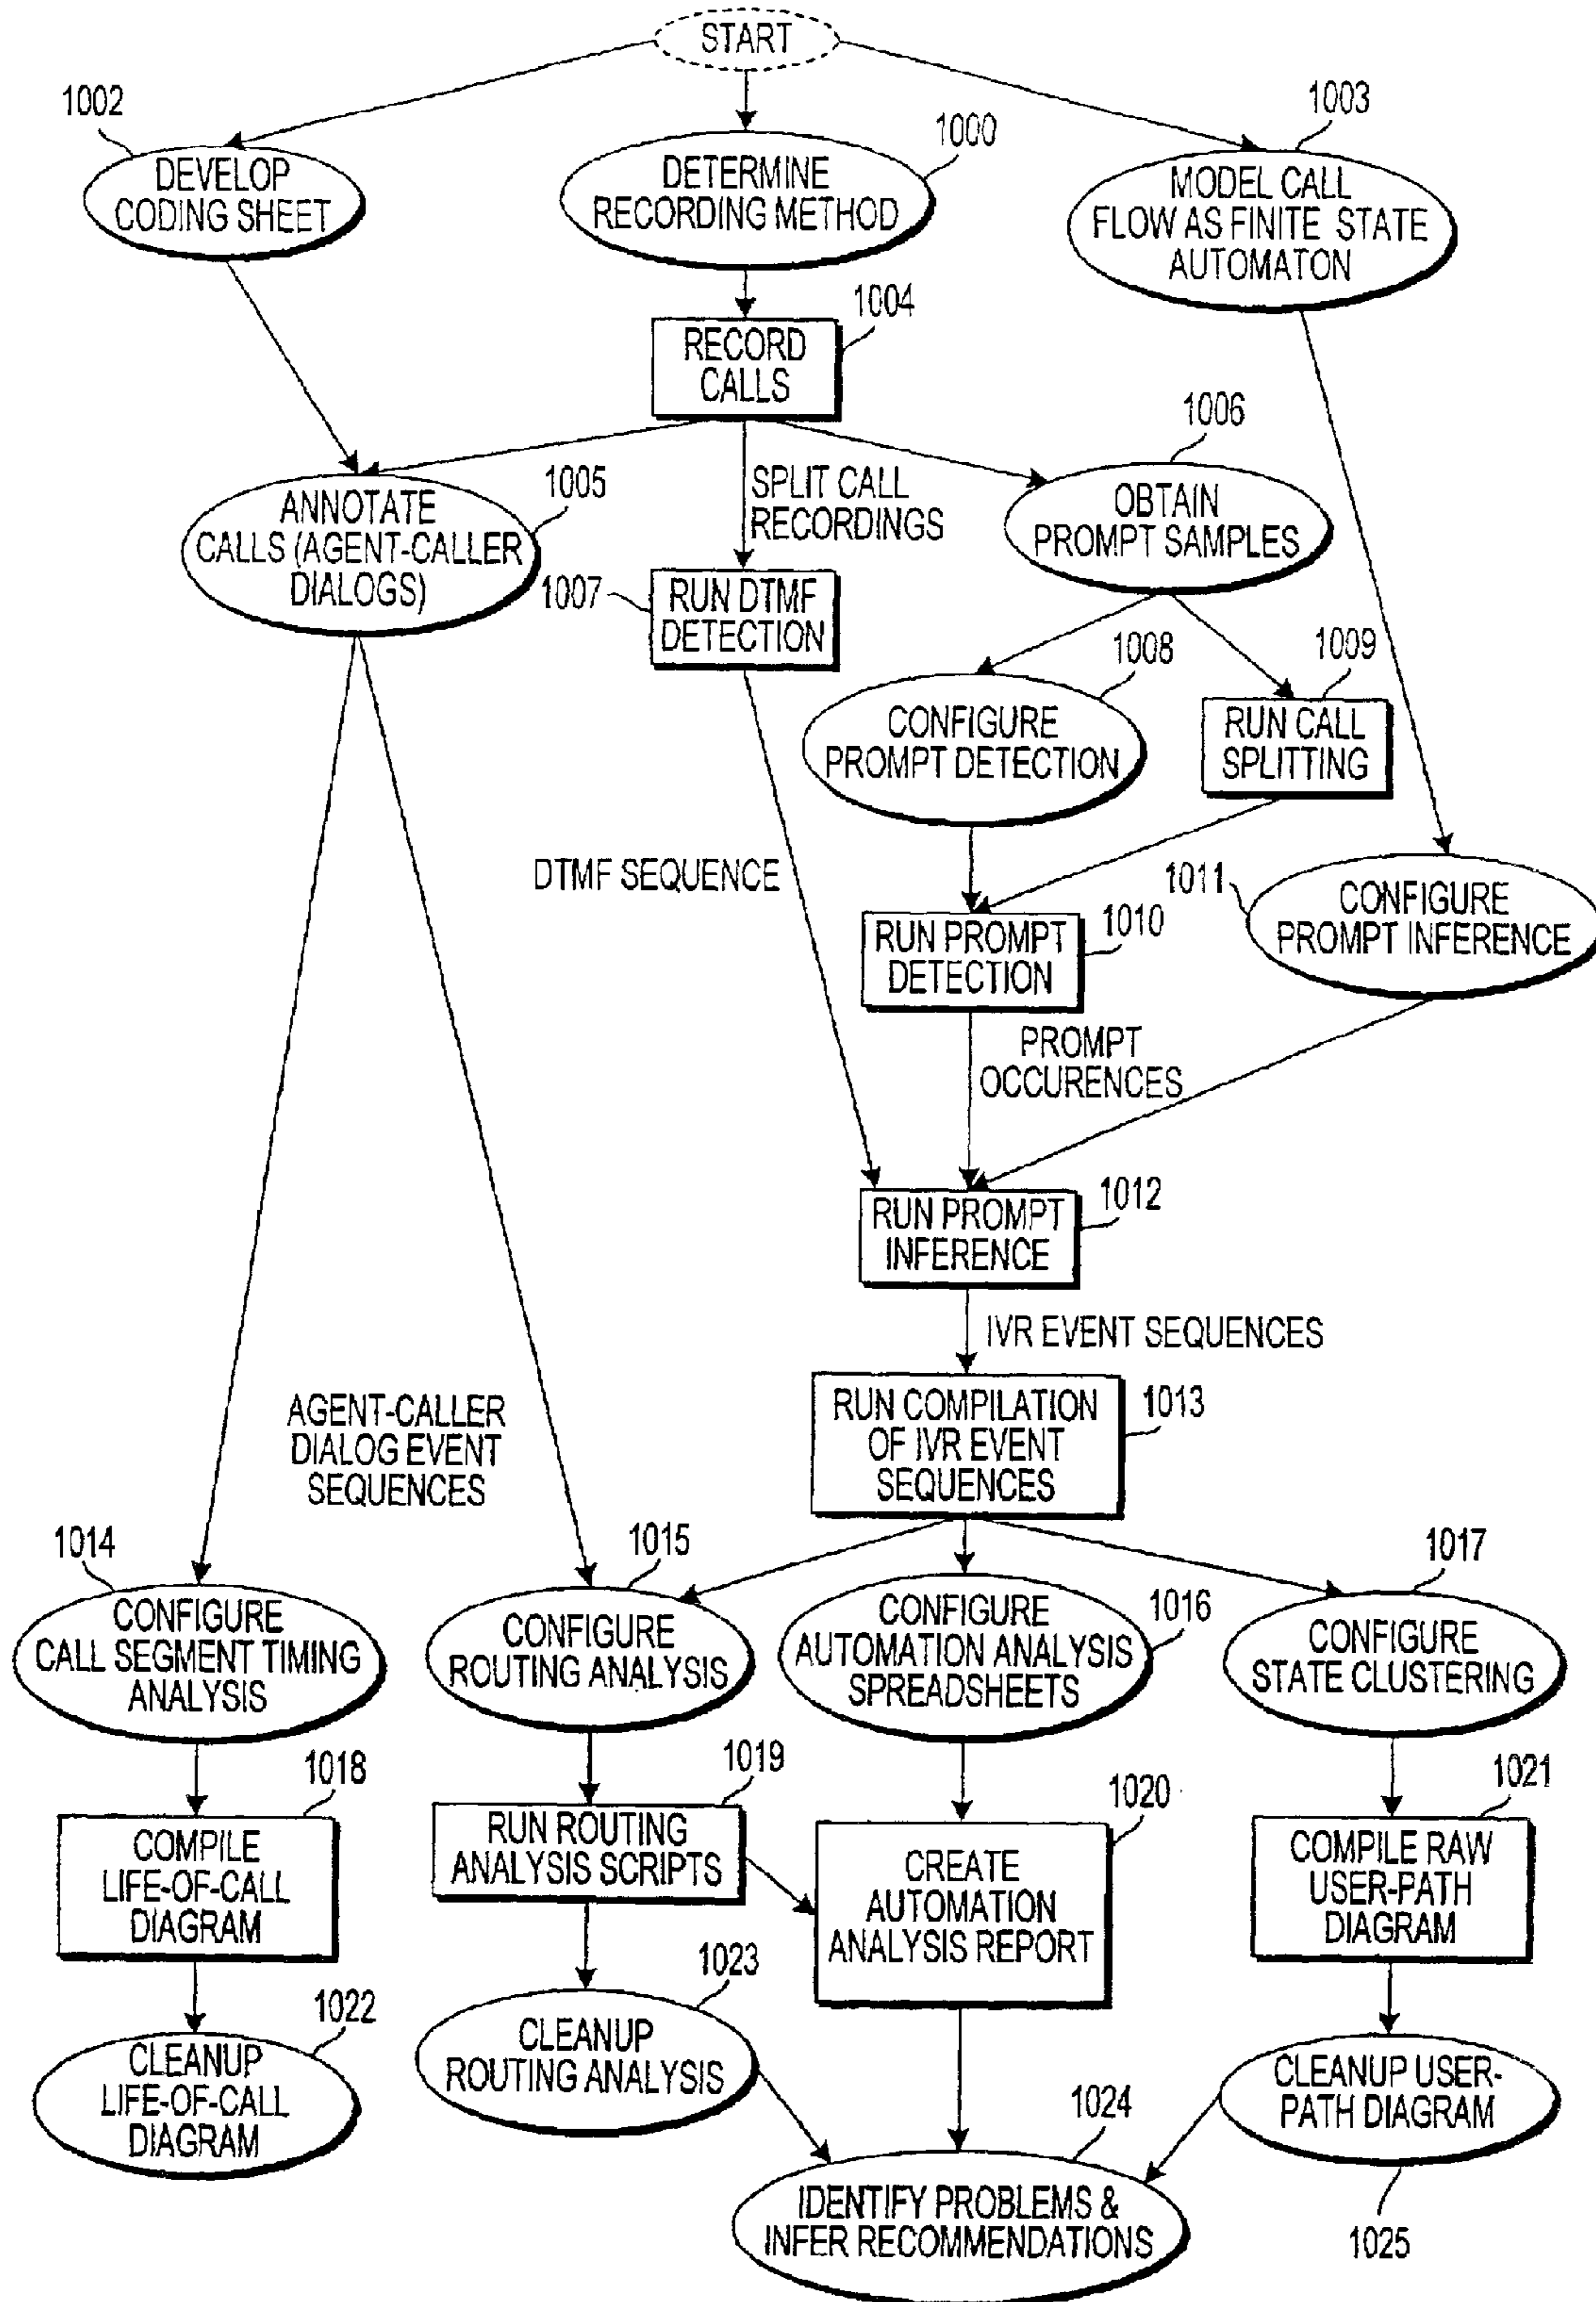 START
1002
DEVELOP
CODING SHEET
1000
DETERMINE
RECORDING METHOD
1003
MODEL CALL
FLOW AS FINITE STATE
AUTOMATON
1004
RECORD
CALLS
1005
ANNOTATE
CALLS (AGENT-CALLER
DIALOGS)
SPLIT CALL
RECORDINGS
1006
OBTAIN
PROMPT SAMPLES
1007
RUN DTMF
DETECTION
1008
CONFIGURE
PROMPT DETECTION
1009
RUN CALL
SPLITTING
DTMF SEQUENCE
1010
RUN PROMPT
DETECTION
1011
CONFIGURE
PROMPT INFERENCE
PROMPT
OCCURENCES
1012
RUN PROMPT
INFERENCE
IVR EVENT SEQUENCES
1013
RUN COMPILATION
OF IVR EVENT
SEQUENCES
AGENT-CALLER
DIALOG EVENT
SEQUENCES
1014
CONFIGURE
CALL SEGMENT TIMING
ANALYSIS
1015
CONFIGURE
ROUTING ANALYSIS
1016
CONFIGURE
AUTOMATION ANALYSIS
SPREADSHEETS
1017
CONFIGURE
STATE CLUSTERING
1018
COMPILE
LIFE-OF-CALL
DIAGRAM
1019
RUN ROUTING
ANALYSIS SCRIPTS
1020
CREATE
AUTOMATION
ANALYSIS REPORT
1021
COMPILE RAW
USER-PATH
DIAGRAM
1022
CLEANUP
LIFE-OF-CALL
DIAGRAM
1023
CLEANUP
ROUTING ANALYSIS
1024
IDENTIFY PROBLEMS &
INFER RECOMMENDATIONS
CLEANUP USER-
PATH DIAGRAM
1025